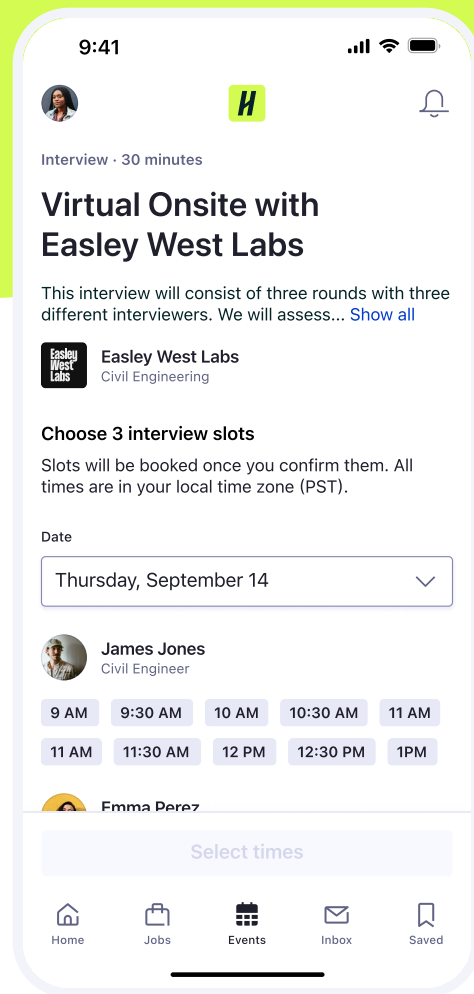 9:41
H
Interview · 30 minutes
Virtual Onsite with
Easley West Labs
This interview will consist of three rounds with three
different interviewers. We will assess... Show all
Easley
West
Labs
Easley West Labs
Civil Engineering
Choose 3 interview slots
Slots will be booked once you confirm them. All
times are in your local time zone (PST).
Date
Thursday, September 14
James Jones
Civil Engineer
9 AM 9:30 AM 10 AM 10:30 AM 11 AM
11 AM 11:30 AM 12 PM 12:30 PM 1PM
Emma Perez
Select times
Home Jobs Events Inbox Saved